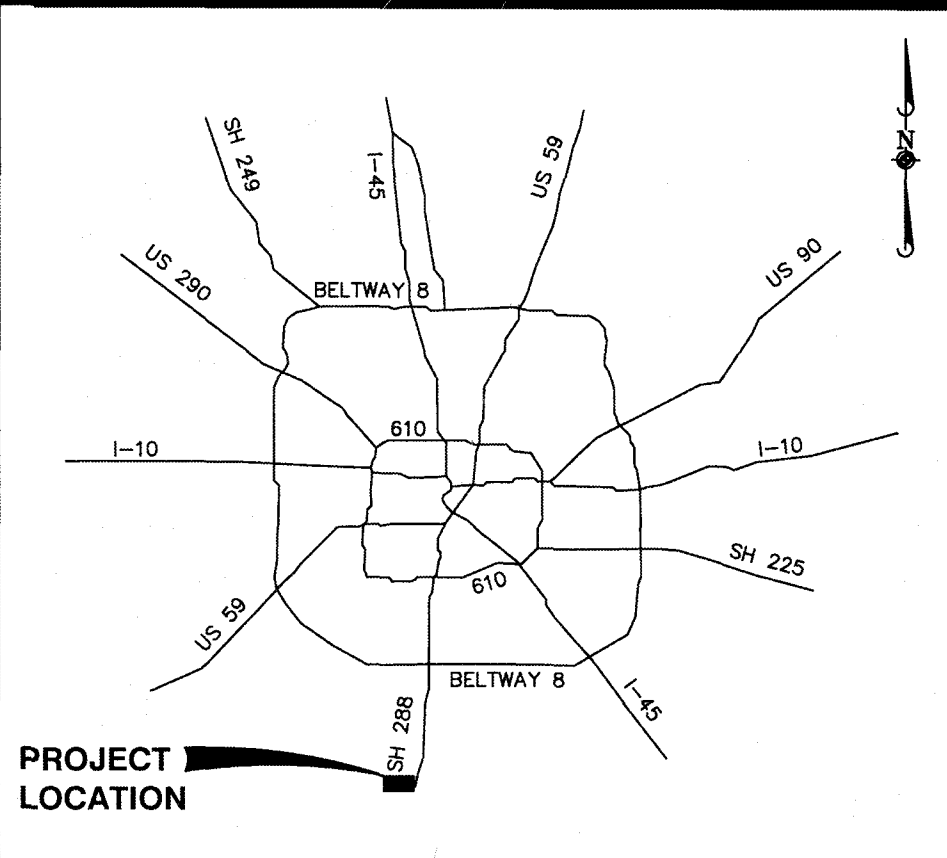 N
SH 249
I-45
US 59
US 290
US 90
BELTWAY 8
610
I-10
I-10
SH 225
610
US 59
BELTWAY 8
I-45
SH 288
PROJECT
LOCATION